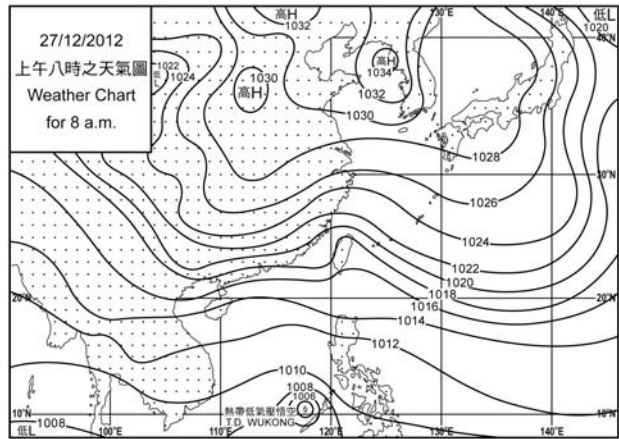 27/12/2012
上午八時之天氣圖
Weather Chart
for 8 a.m.
高H
1032
130°E
140°E
低L
1020
40°N
1022
低L
1024
1030
高H
高H
1034
1032
1030
1028
30°N
1026
1024
1022
1020
1018
1016
1014
1012
20°N
20°N
1010
1008
1006
熱帶低氣壓悟空
T.D. WUKONG
1008
低L
10°N
100°E
110°E
120°E
130°E
140°E
10°N